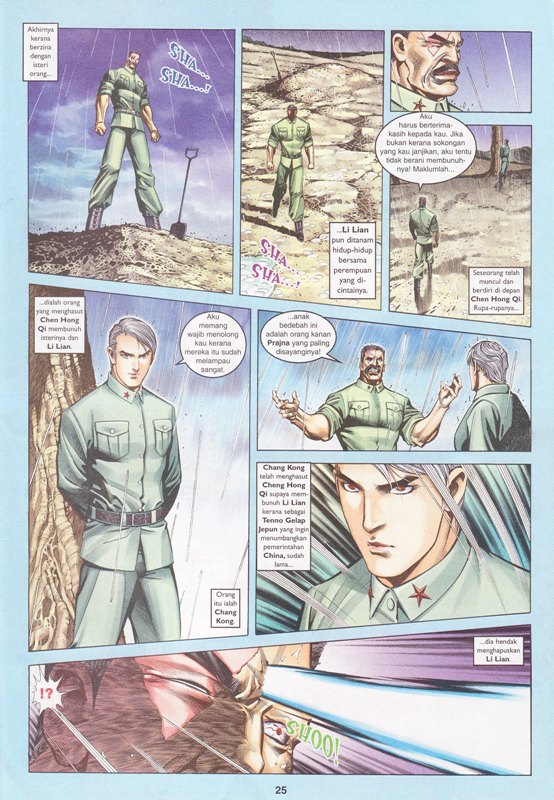 Akhirnya
kerana
berzina
dengan
isteri
orang...
SHA...
SHA...!
...Li Lian
pun ditanam
hidup-hidup
bersama
perempuan
yang di-
cintainya.
SHA...
SHA...!
Aku
harus berterima-
kasih kepada kau. Jika
bukan kerana sokongan
yang kau janjikan, aku tentu
tidak berani membunuh-
nya! Maklumlah...
Seseorang telah
muncul dan
berdiri di depan
Chen Hong Qi.
Rupa-rupanya...
...dialah orang
yang menghasut
Chen Hong
Qi membunuh
isterinya dan
Li Lian.
Aku
memang
wajib menolong
kau kerana
mereka itu sudah
melampau
sangat.
Orang
itu ialah
Chang
Kong.
...anak
bedebah ini
adalah orang kanan
Prajna yang paling
disayanginya!
Chang Kong
telah menghasut
Cheng Hong
Qi supaya mem-
bunuh Li Lian
kerana sebagai
Tenno Gelap
Jepun yang ingin
menumbangkan
pemerintahan
China, sudah
lama...
...dia hendak
menghapuskan
Li Lian.
!?
SHOO!
25